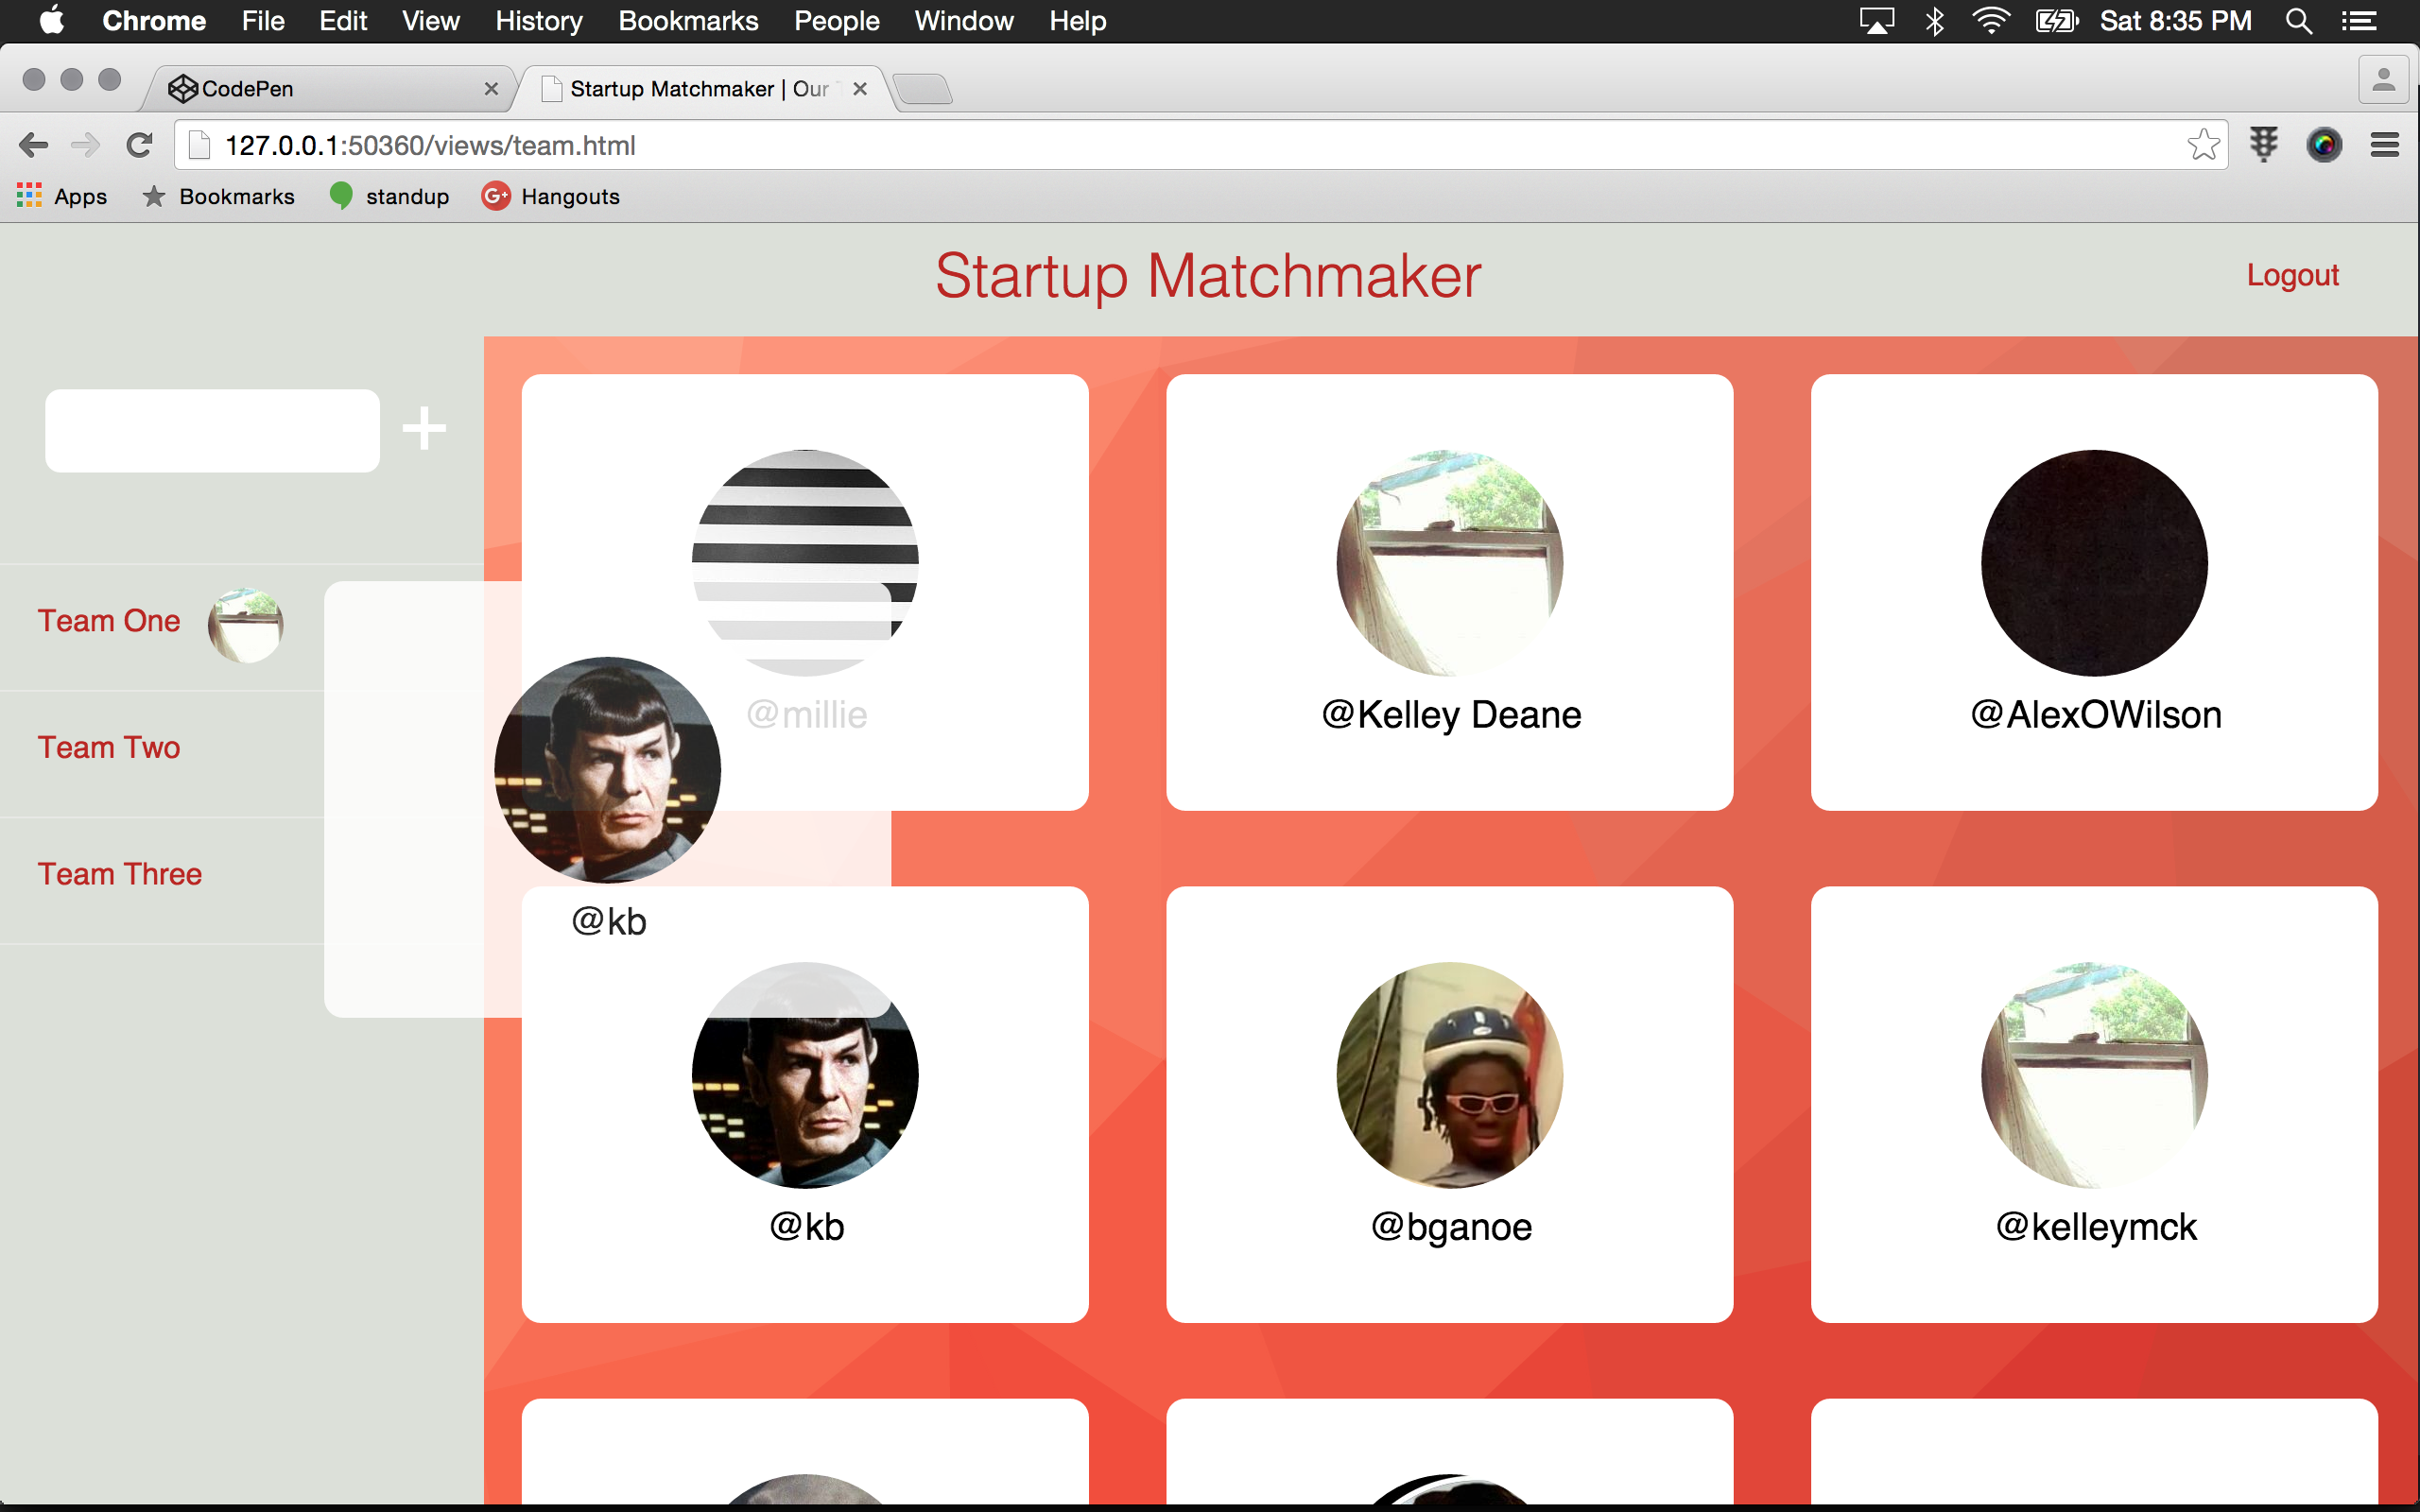 Chrome File Edit View History Bookmarks People Window Help Sat 8:35 PM
CodePen Startup Matchmaker | Our
127.0.0.1:50360/views/team.html
Apps Bookmarks standup G+ Hangouts
Startup Matchmaker Logout
Team One
Team Two
Team Three
@millie @Kelley Deane @AlexOWilson
@kb
@kb @bganoe @kelleymck